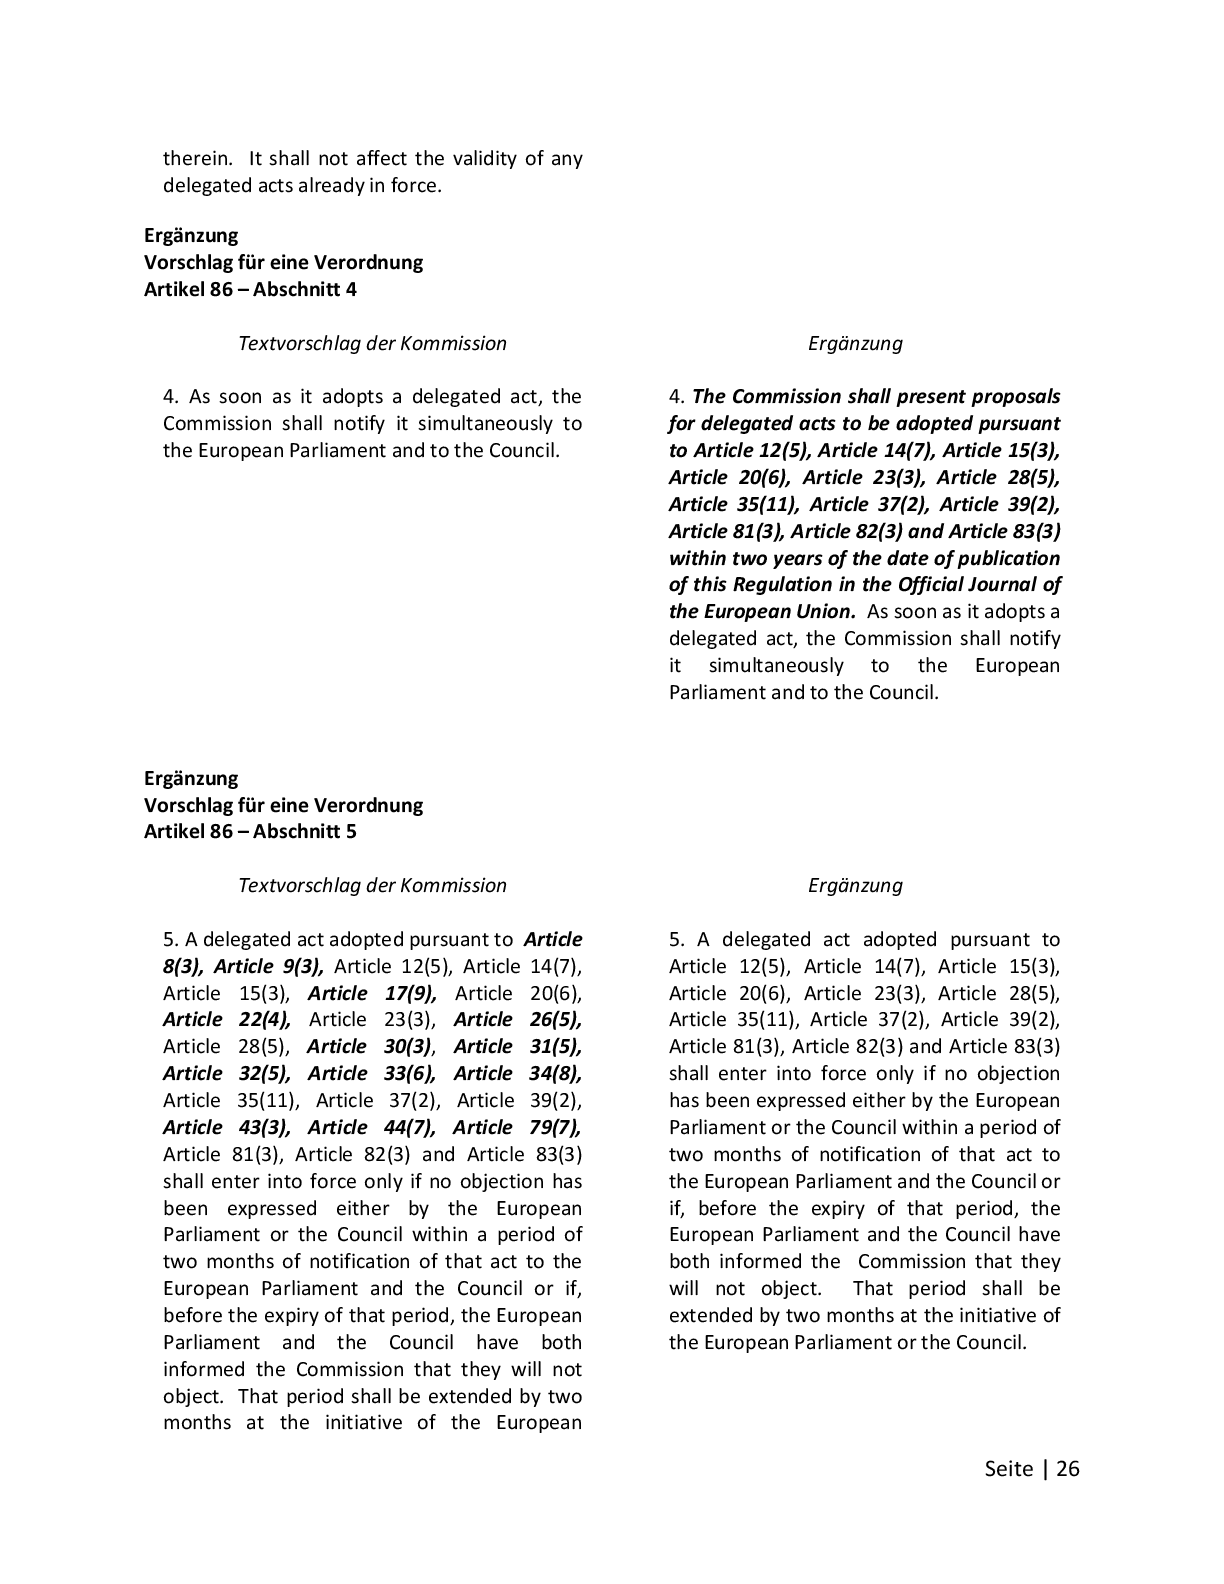 therein. It shall not affect the validity of any
delegated acts already in force.
Ergänzung
Vorschlag für eine Verordnung
Artikel 86 – Abschnitt 4
Textvorschlag der Kommission
4. As soon as it adopts a delegated act, the
Commission shall notify it simultaneously to
the European Parliament and to the Council.
Ergänzung
4. The Commission shall present proposals
for delegated acts to be adopted pursuant
to Article 12(5), Article 14(7), Article 15(3),
Article 20(6), Article 23(3), Article 28(5),
Article 35(11), Article 37(2), Article 39(2),
Article 81(3), Article 82(3) and Article 83(3)
within two years of the date of publication
of this Regulation in the Official Journal of
the European Union. As soon as it adopts a
delegated act, the Commission shall notify
it simultaneously to the European
Parliament and to the Council.
Ergänzung
Vorschlag für eine Verordnung
Artikel 86 – Abschnitt 5
Textvorschlag der Kommission
5. A delegated act adopted pursuant to Article
8(3), Article 9(3), Article 12(5), Article 14(7),
Article 15(3), Article 17(9), Article 20(6),
Article 22(4), Article 23(3), Article 26(5),
Article 28(5), Article 30(3), Article 31(5),
Article 32(5), Article 33(6), Article 34(8),
Article 35(11), Article 37(2), Article 39(2),
Article 43(3), Article 44(7), Article 79(7),
Article 81(3), Article 82(3) and Article 83(3)
shall enter into force only if no objection has
been expressed either by the European
Parliament or the Council within a period of
two months of notification of that act to the
European Parliament and the Council or if,
before the expiry of that period, the European
Parliament and the Council have both
informed the Commission that they will not
object. That period shall be extended by two
months at the initiative of the European
Ergänzung
5. A delegated act adopted pursuant to
Article 12(5), Article 14(7), Article 15(3),
Article 20(6), Article 23(3), Article 28(5),
Article 35(11), Article 37(2), Article 39(2),
Article 81(3), Article 82(3) and Article 83(3)
shall enter into force only if no objection
has been expressed either by the European
Parliament or the Council within a period of
two months of notification of that act to
the European Parliament and the Council or
if, before the expiry of that period, the
European Parliament and the Council have
both informed the Commission that they
will not object. That period shall be
extended by two months at the initiative of
the European Parliament or the Council.
Seite | 26